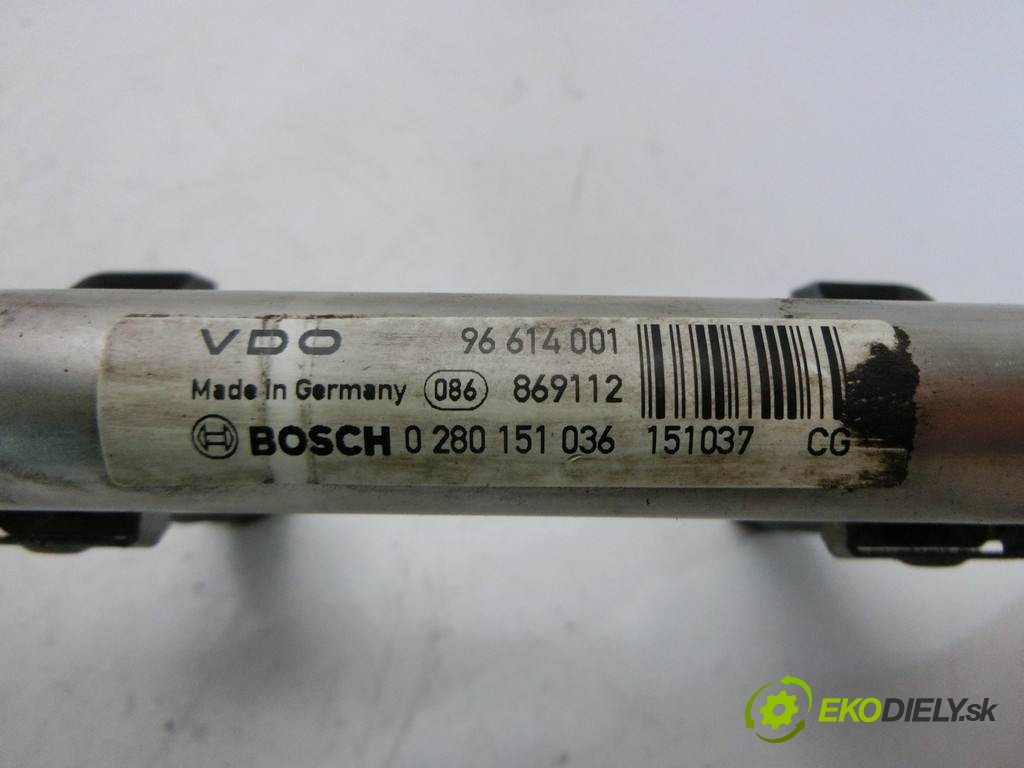 VDO 96 614 001
Made in Germany 086 869112
BOSCH 0 280 151 036 151037 CG
EKODIELY.sk